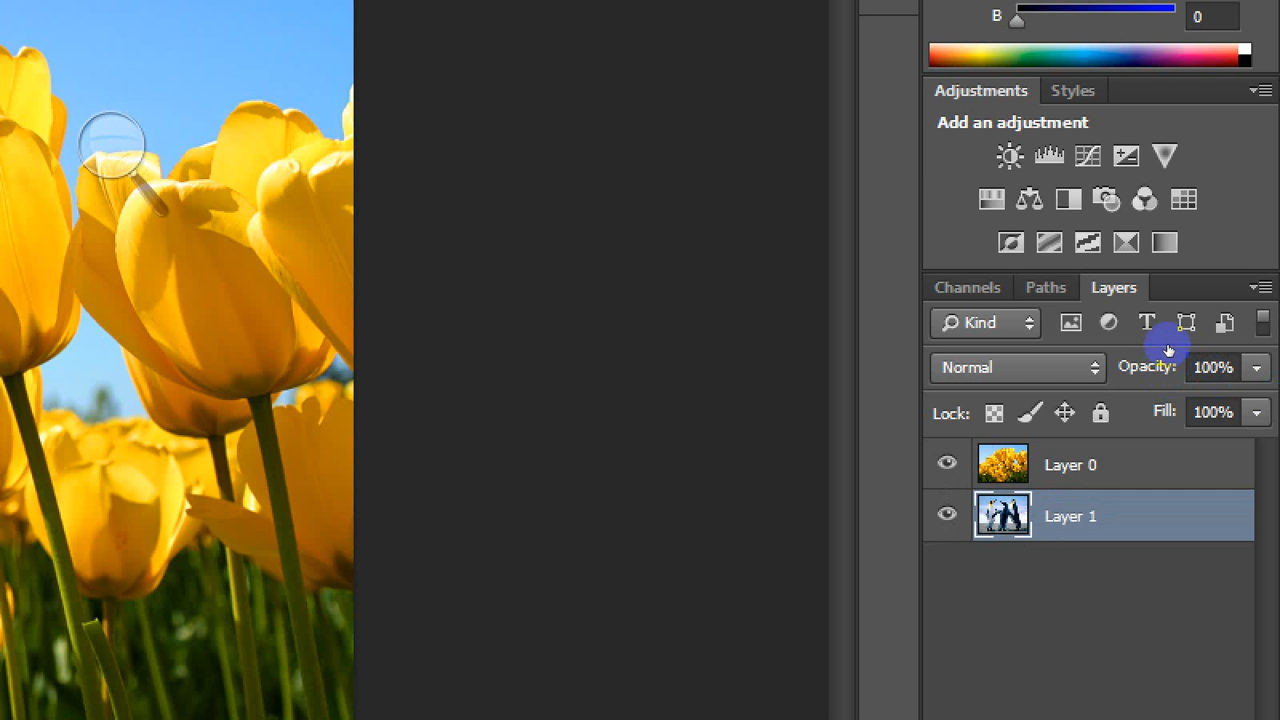 B 0
Adjustments Styles
Add an adjustment
Channels Paths Layers
Kind
Normal Opacity: 100%
Lock: Fill: 100%
Layer 0
Layer 1